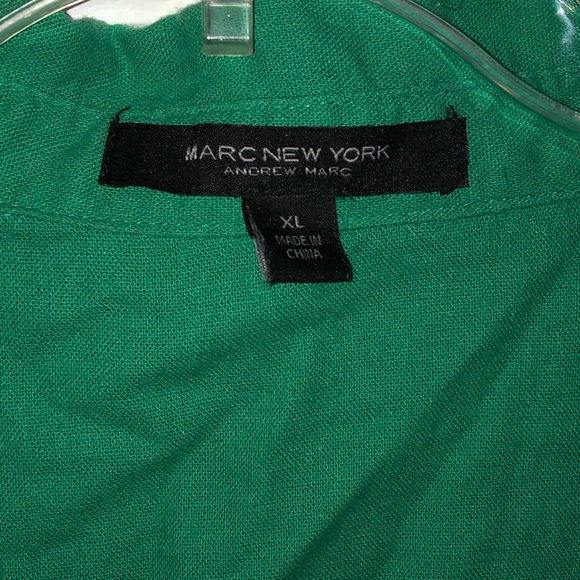 MARC NEW YORK
ANDREW MARC
XL
MADE IN
CHINA